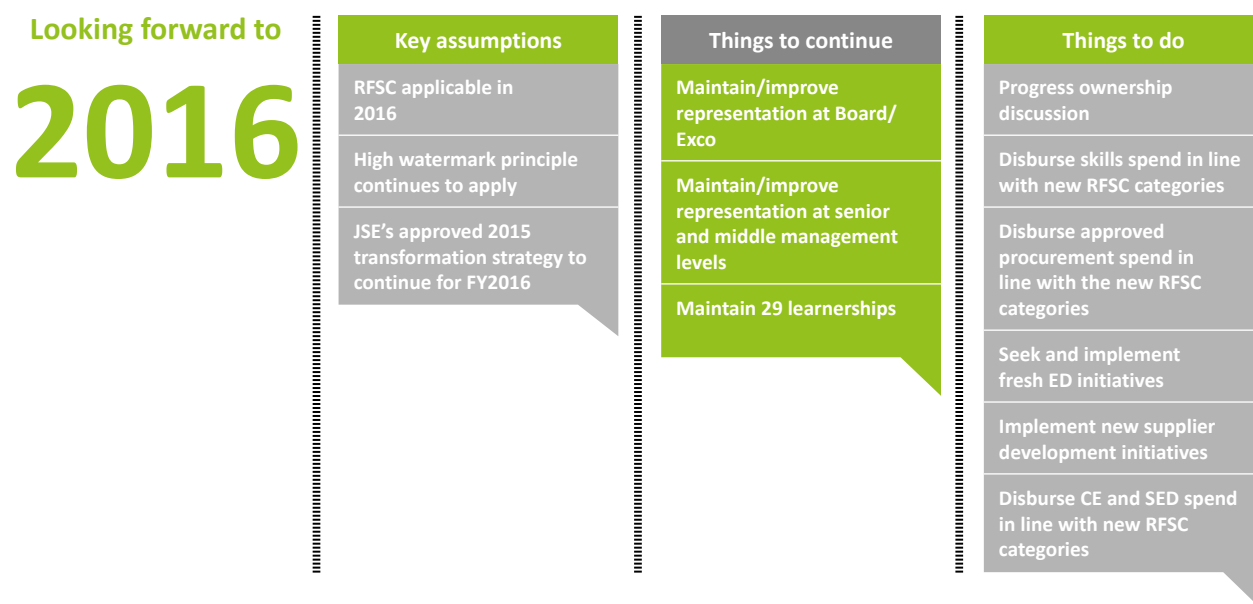 Looking forward to
2016
Key assumptions
RFSC applicable in
2016
High watermark principle
continues to apply
JSE's approved 2015
transformation strategy to
continue for FY2016
Things to continue
Maintain/improve
representation at Board/
Exco
Maintain/improve
representation at senior
and middle management
levels
Maintain 29 learnerships
Things to do
Progress ownership
discussion
Disburse skills spend in line
with new RFSC categories
Disburse approved
procurement spend in
line with the new RFSC
categories
Seek and implement
fresh ED initiatives
Implement new supplier
development initiatives
Disburse CE and SED spend
in line with new RFSC
categories